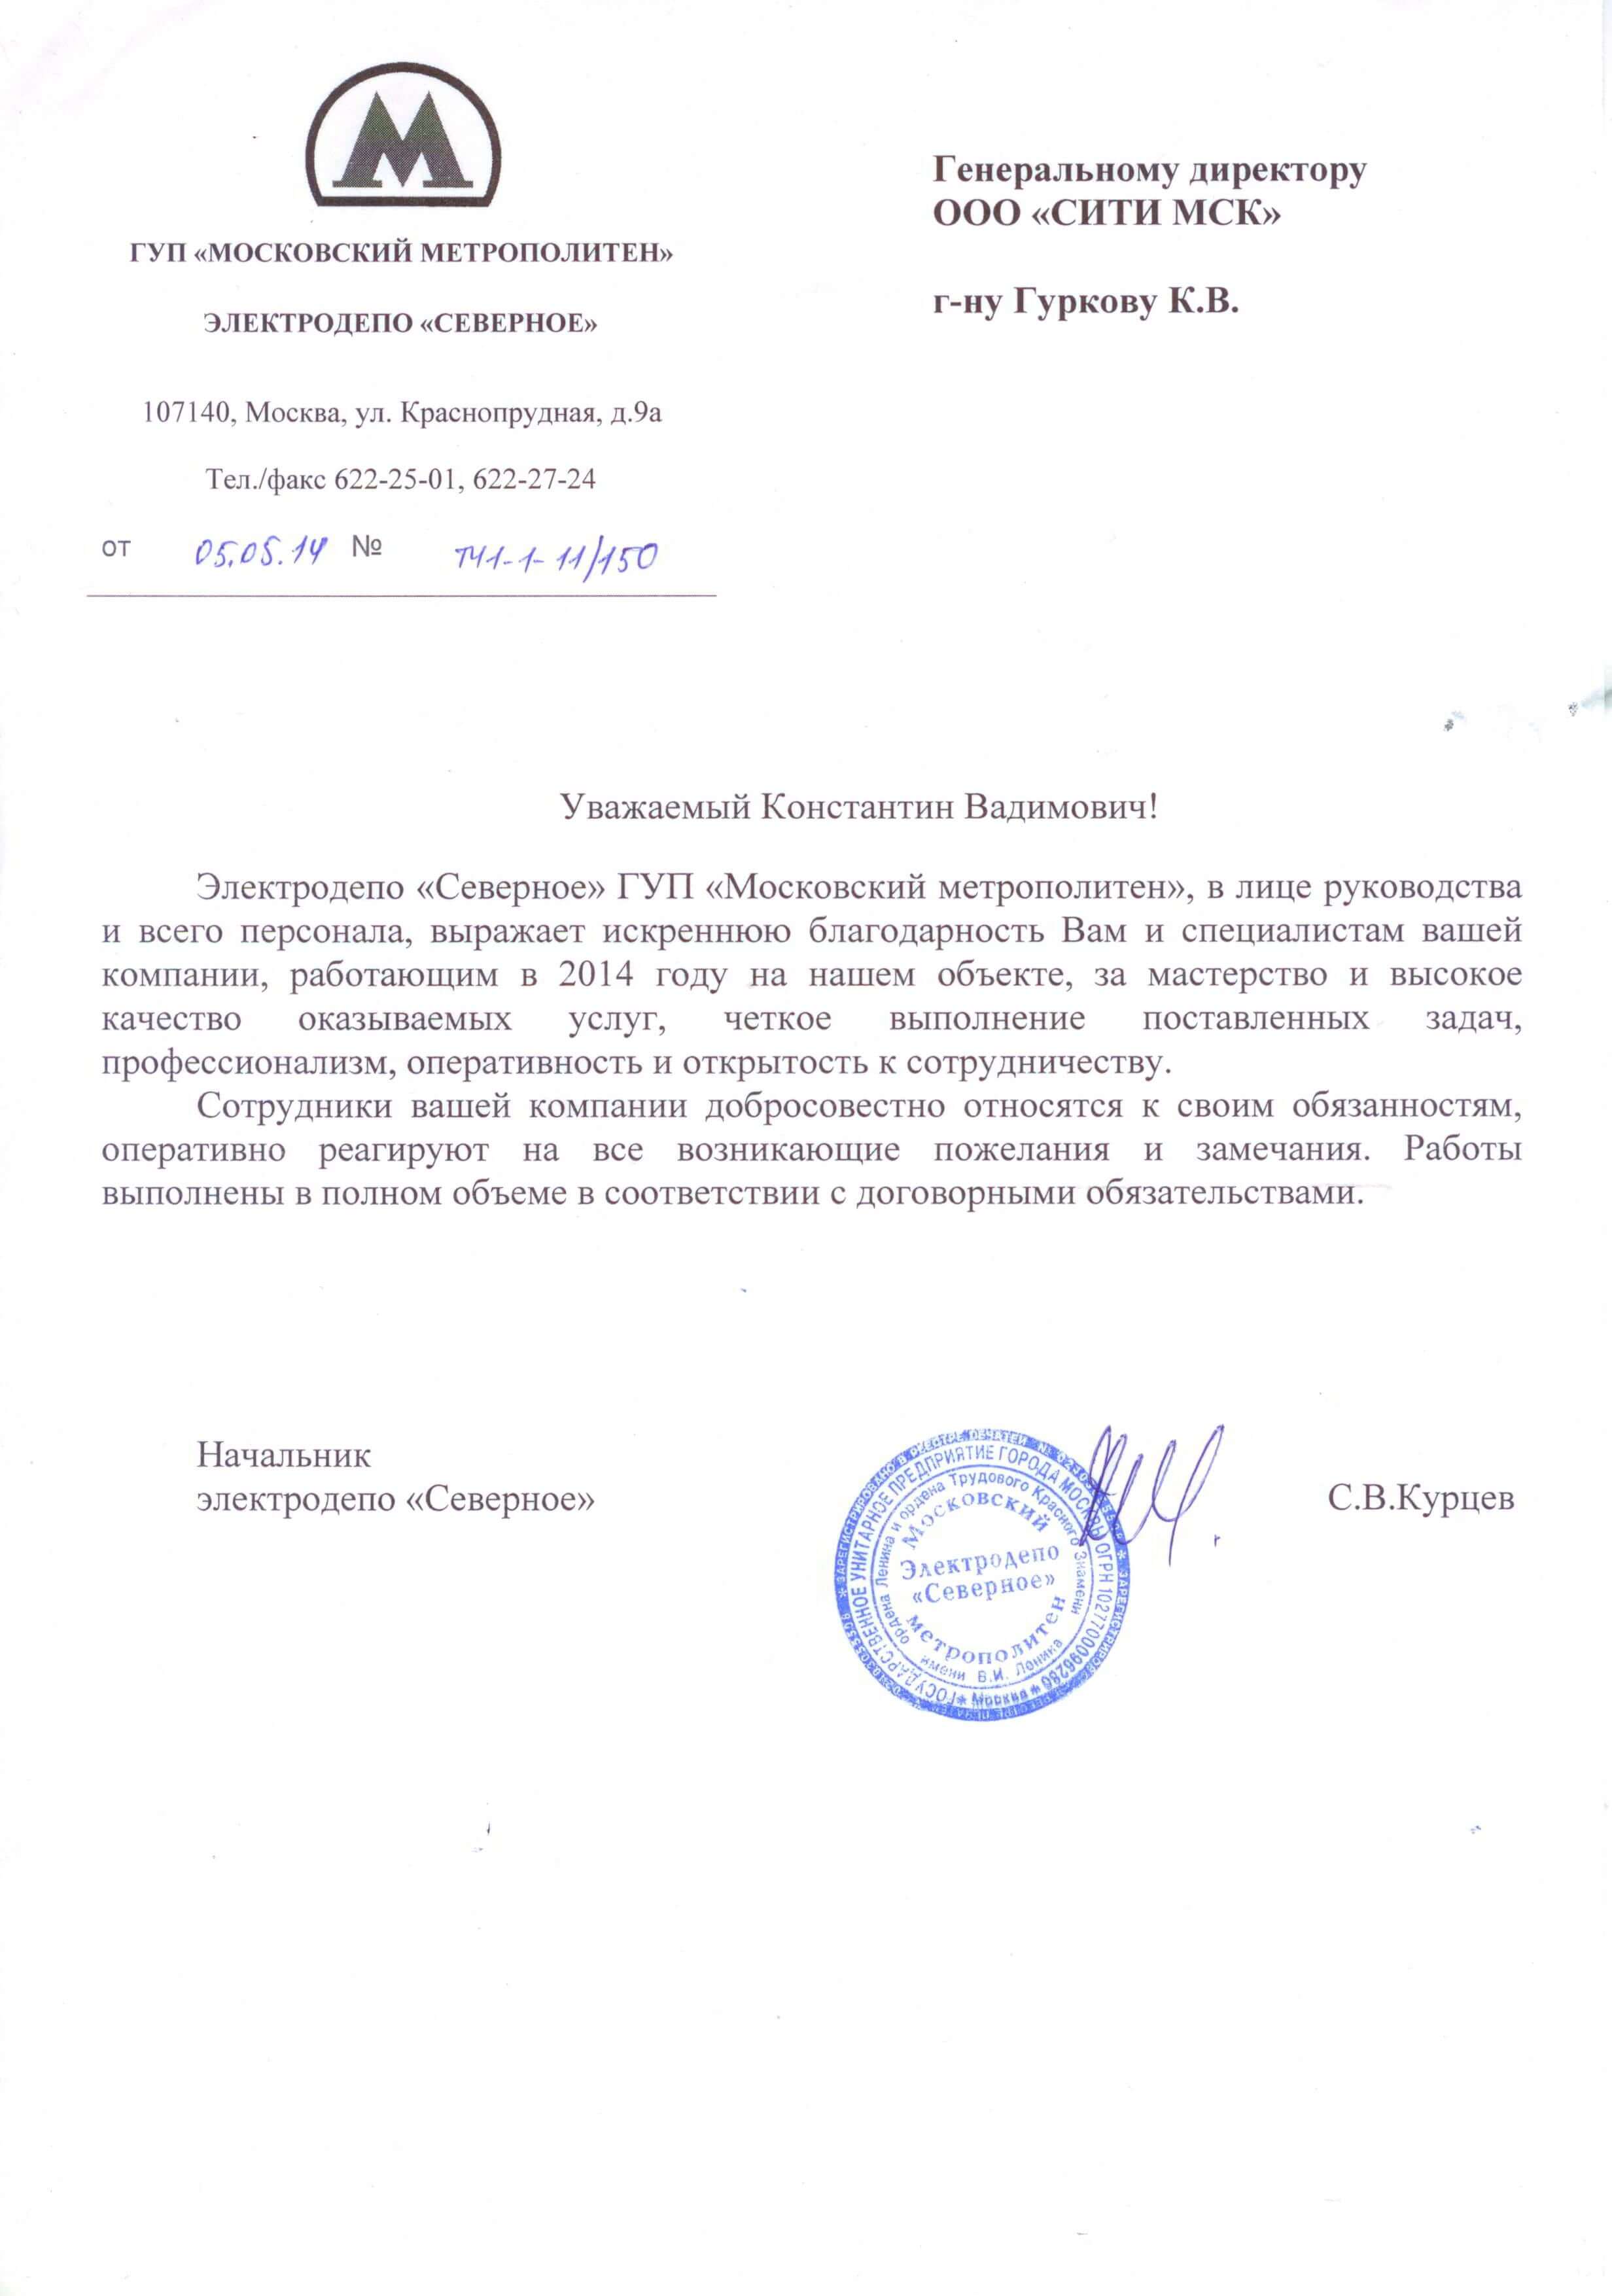 М
ГУП «МОСКОВСКИЙ МЕТРОПОЛИТЕН»
ЭЛЕКТРОДЕПО «СЕВЕРНОЕ»
107140, Москва, ул. Краснопрудная, д.9а
Тел./факс 622-25-01, 622-27-24
от 05.05.14 № Т41-1-11/150
Генеральному директору
ООО «СИТИ МСК»
г-ну Гуркову К.В.
Уважаемый Константин Вадимович!
Электродепо «Северное» ГУП «Московский метрополитен», в лице руководства
и всего персонала, выражает искреннюю благодарность Вам и специалистам вашей
компании, работающим в 2014 году на нашем объекте, за мастерство и высокое
качество оказываемых услуг, четкое выполнение поставленных задач,
профессионализм, оперативность и открытость к сотрудничеству.
Сотрудники вашей компании добросовестно относятся к своим обязанностям,
оперативно реагируют на все возникающие пожелания и замечания. Работы
выполнены в полном объеме в соответствии с договорными обязательствами.
Начальник
электродепо «Северное»
С.В.Курцев
ЗАРЕГИСТРИРОВАНО В РЕЕСТРЕ ПЕЧАТЕЙ
ГОСУДАРСТВЕННОЕ УНИТАРНОЕ ПРЕДПРИЯТИЕ ГОРОДА МОСКВЫ ОГРН 1027700096280
* Москва *
ордена Ленина и ордена Трудового Красного Знамени
имени В.И. Ленина
Московский
Электродепо
«Северное»
метрополитен